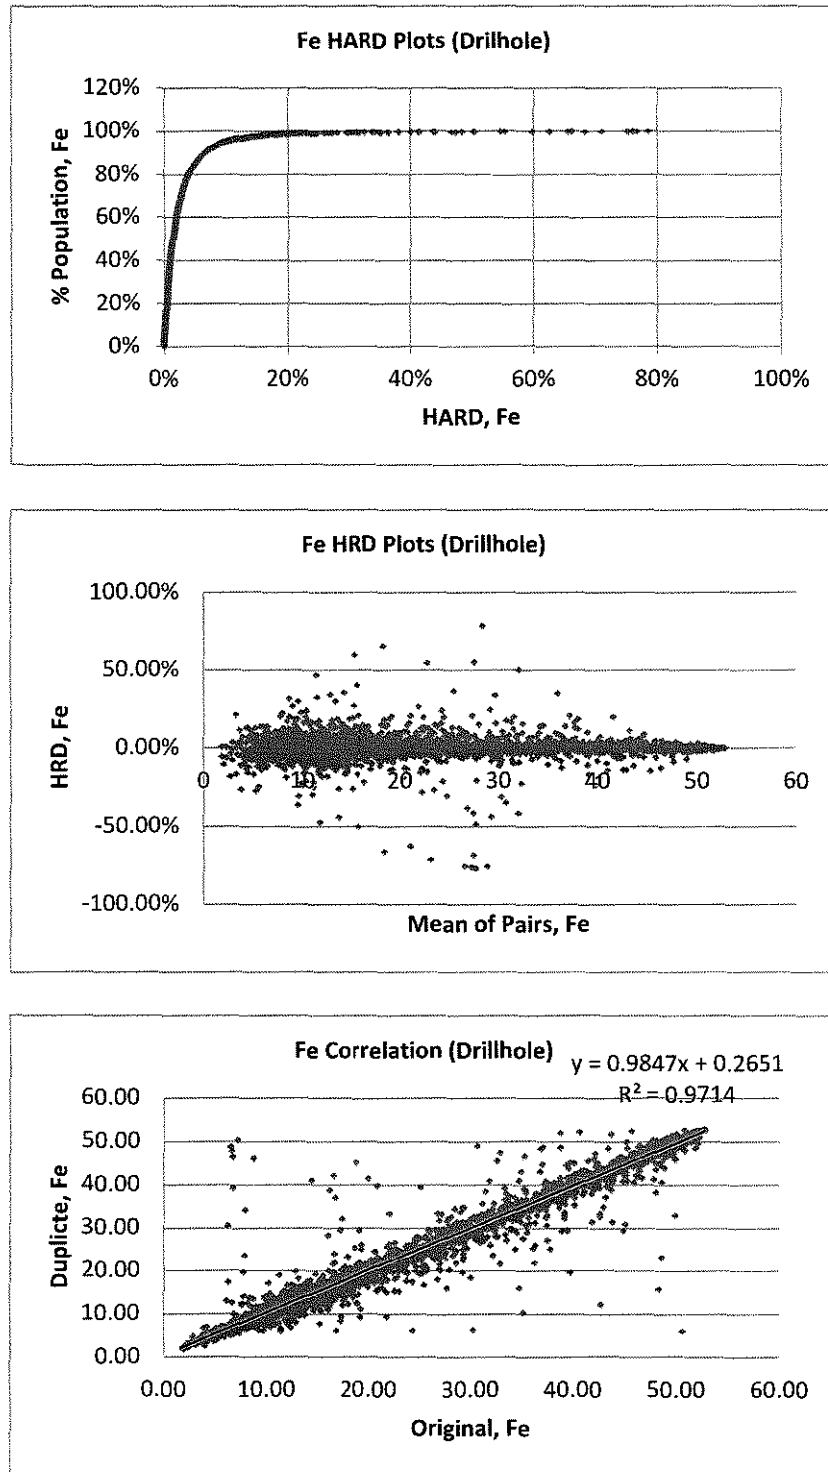 Fe HARD Plots (Drilhole)
120%
100%
80%
60%
40%
20%
0%
% Population, Fe
0% 20% 40% 60% 80% 100%
HARD, Fe
Fe HRD Plots (Drillhole)
100.00%
50.00%
0.00%
-50.00%
-100.00%
HRD, Fe
0 10 20 30 40 50 60
Mean of Pairs, Fe
Fe Correlation (Drillhole)
y = 0.9847x + 0.2651
R² = 0.9714
60.00
50.00
40.00
30.00
20.00
10.00
0.00
Duplicte, Fe
0.00 10.00 20.00 30.00 40.00 50.00 60.00
Original, Fe